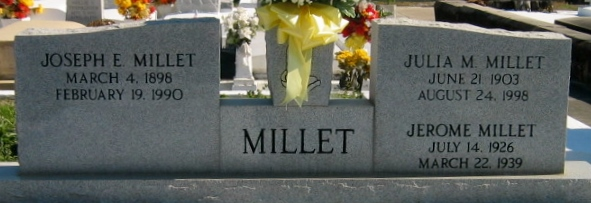 JOSEPH E. MILLET
MARCH 4, 1898
FEBRUARY 19, 1990
MILLET
JULIA M. MILLET
JUNE 21, 1903
AUGUST 24, 1998
JEROME MILLET
JULY 14, 1926
MARCH 22, 1939